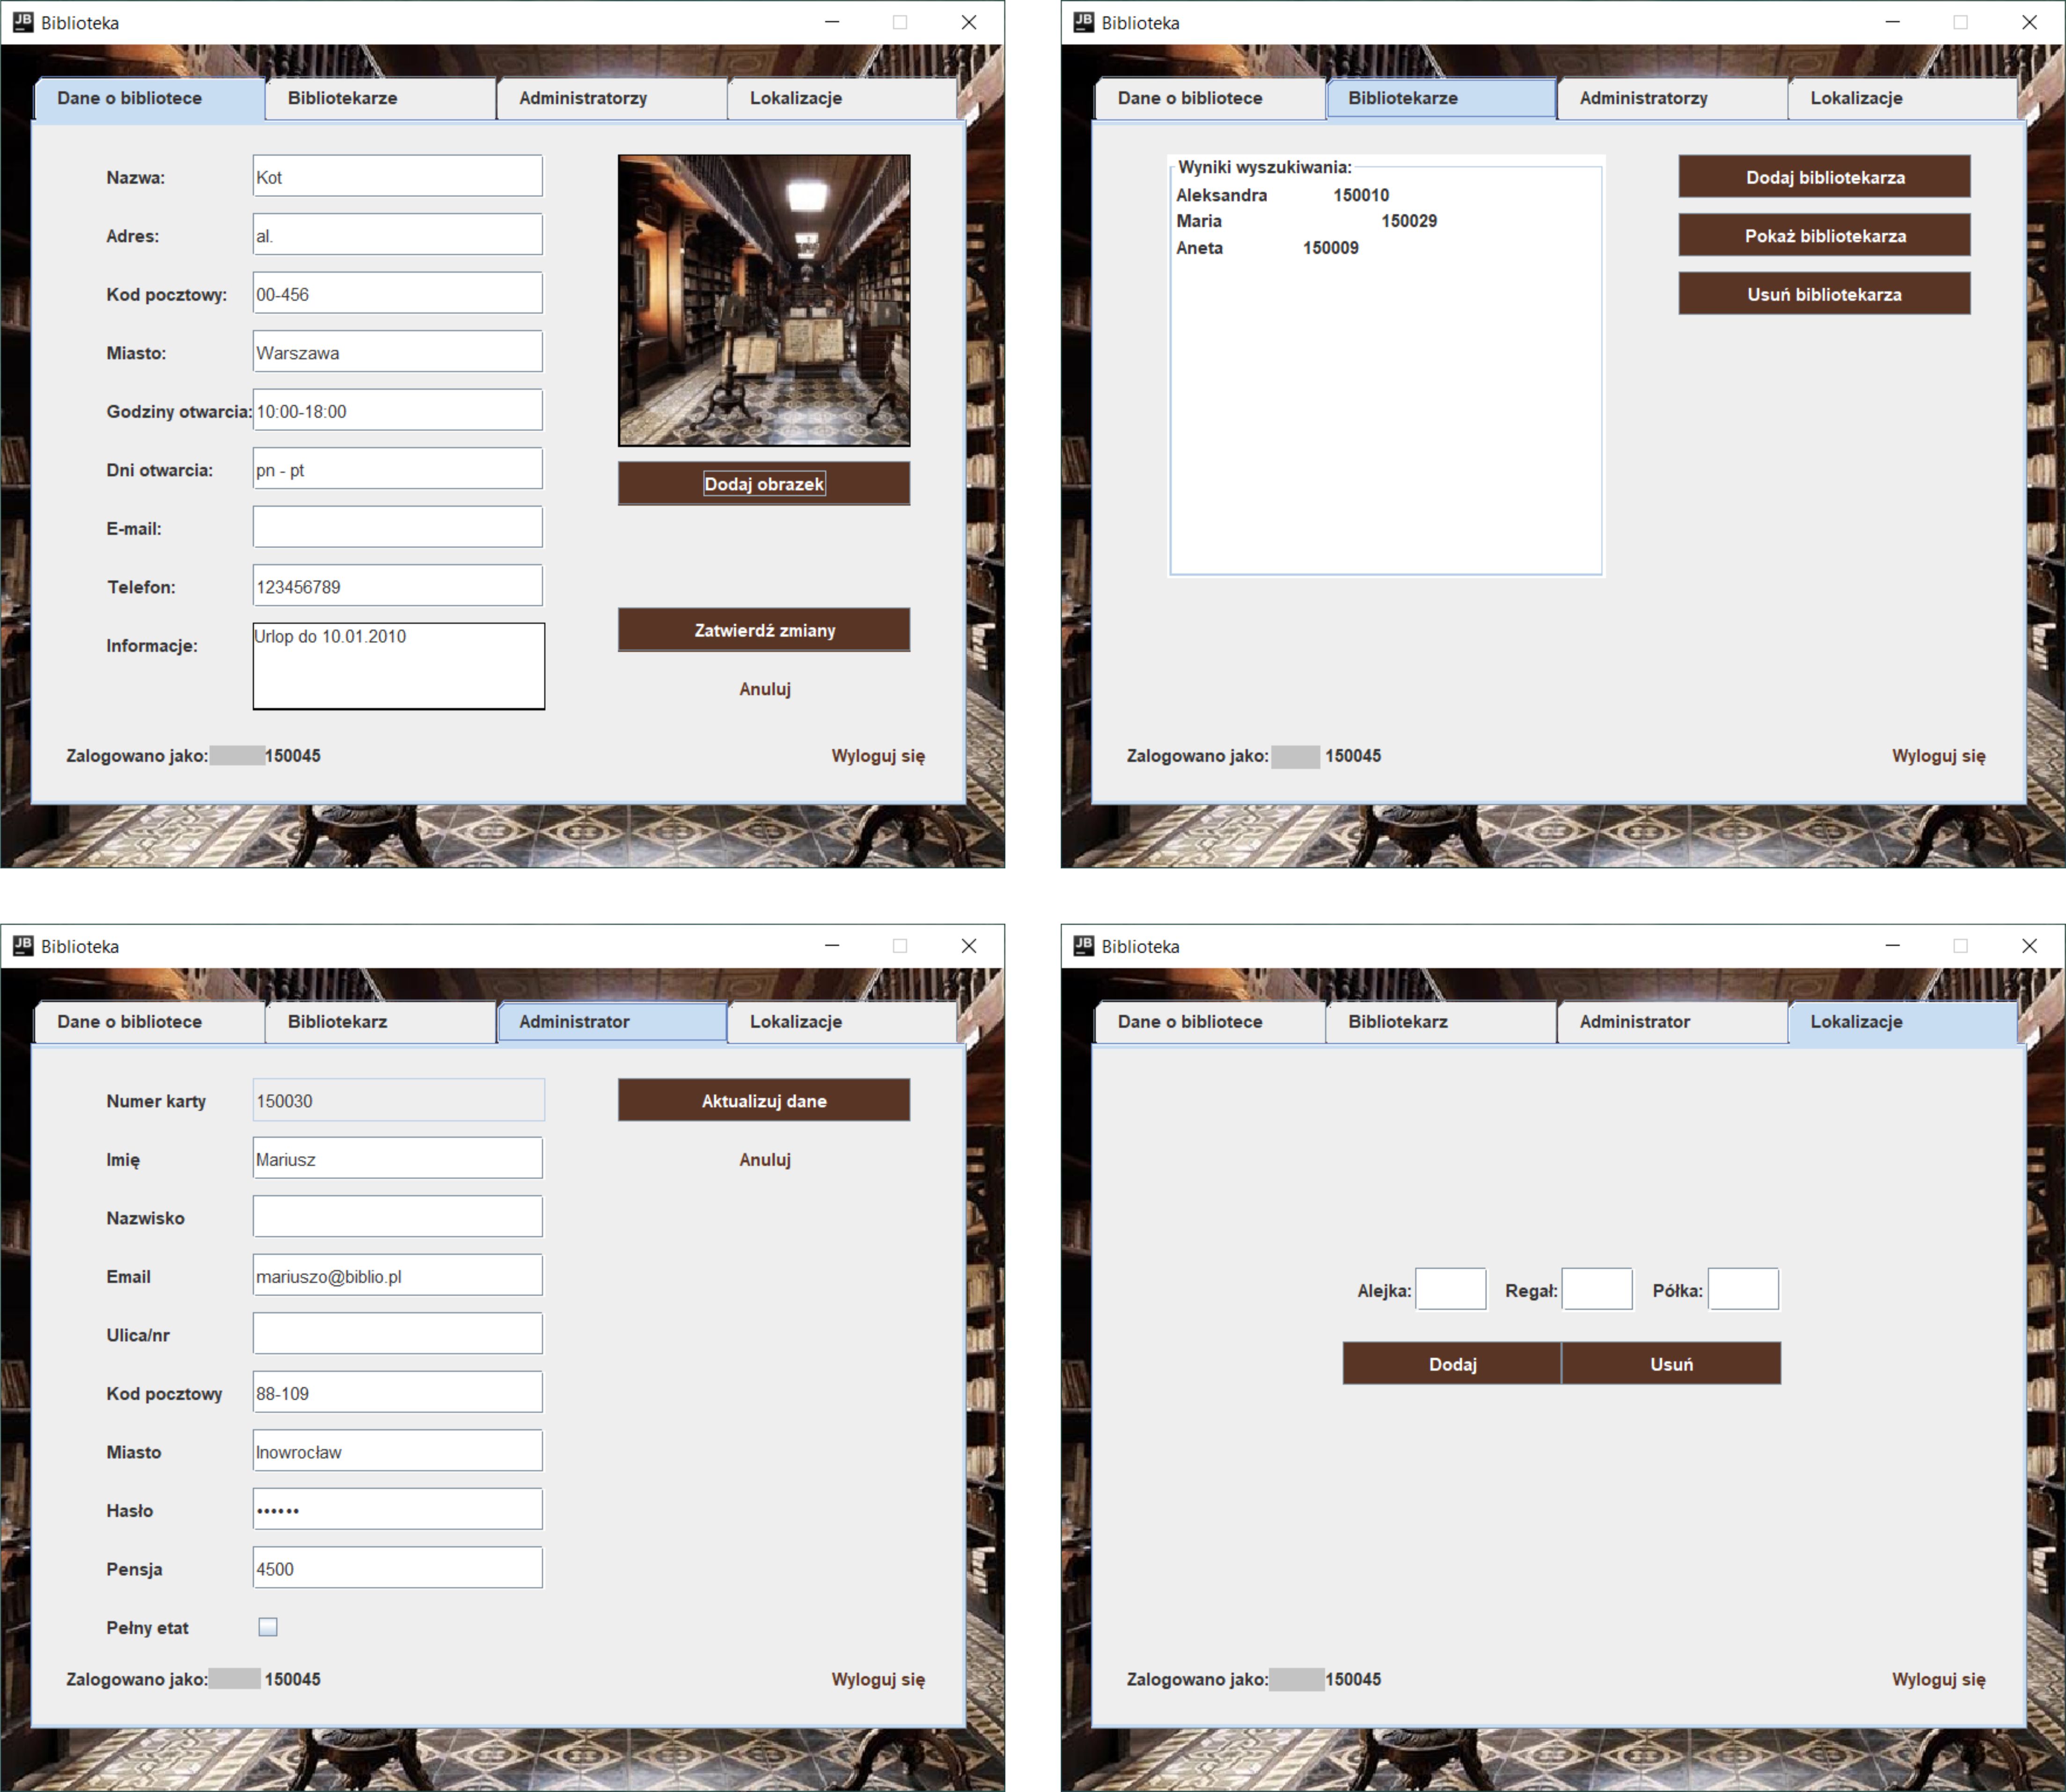 JB Biblioteka
Dane o bibliotece Bibliotekarze Administratorzy Lokalizacje
Nazwa: Kot
Adres: al.
Kod pocztowy: 00-456
Miasto: Warszawa
Godziny otwarcia: 10:00-18:00
Dni otwarcia: pn - pt
Dodaj obrazek
E-mail:
Telefon: 123456789
Informacje: Urlop do 10.01.2010
Zatwierdź zmiany
Anuluj
Zalogowano jako: 150045 Wyloguj się
JB Biblioteka
Dane o bibliotece Bibliotekarze Administratorzy Lokalizacje
Wyniki wyszukiwania:
Aleksandra 150010
Maria 150029
Aneta 150009
Dodaj bibliotekarza
Pokaż bibliotekarza
Usuń bibliotekarza
Zalogowano jako: 150045 Wyloguj się
JB Biblioteka
Dane o bibliotece Bibliotekarz Administrator Lokalizacje
Numer karty 150030 Aktualizuj dane
Imię Mariusz Anuluj
Nazwisko
Email mariuszo@biblio.pl
Ulica/nr
Kod pocztowy 88-109
Miasto Inowrocław
Hasło ••••••
Pensja 4500
Pełny etat
Zalogowano jako: 150045 Wyloguj się
JB Biblioteka
Dane o bibliotece Bibliotekarz Administrator Lokalizacje
Alejka: Regał: Półka:
Dodaj Usuń
Zalogowano jako: 150045 Wyloguj się